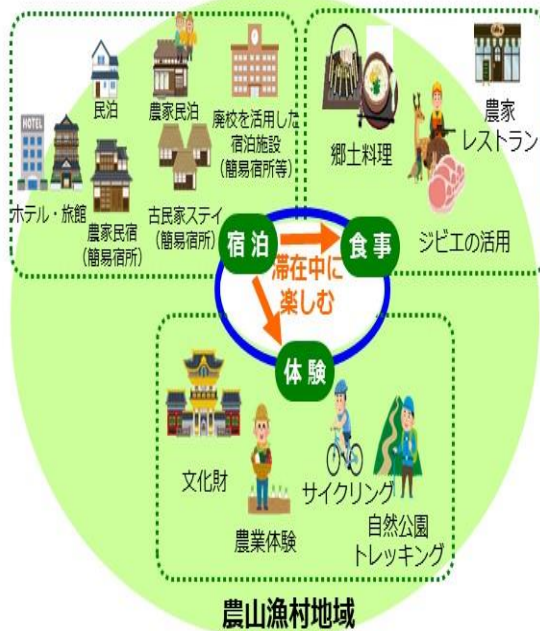 民泊
農家民泊
廃校を活用した
宿泊施設
(簡易宿所等)
HOTEL
ホテル・旅館
農家民宿
(簡易宿所)
古民家ステイ
(簡易宿所)
郷土料理
農家
レストラン
ジビエの活用
宿泊
食事
滞在中に
楽しむ
体験
文化財
農業体験
サイクリング
自然公園
トレッキング
農山漁村地域